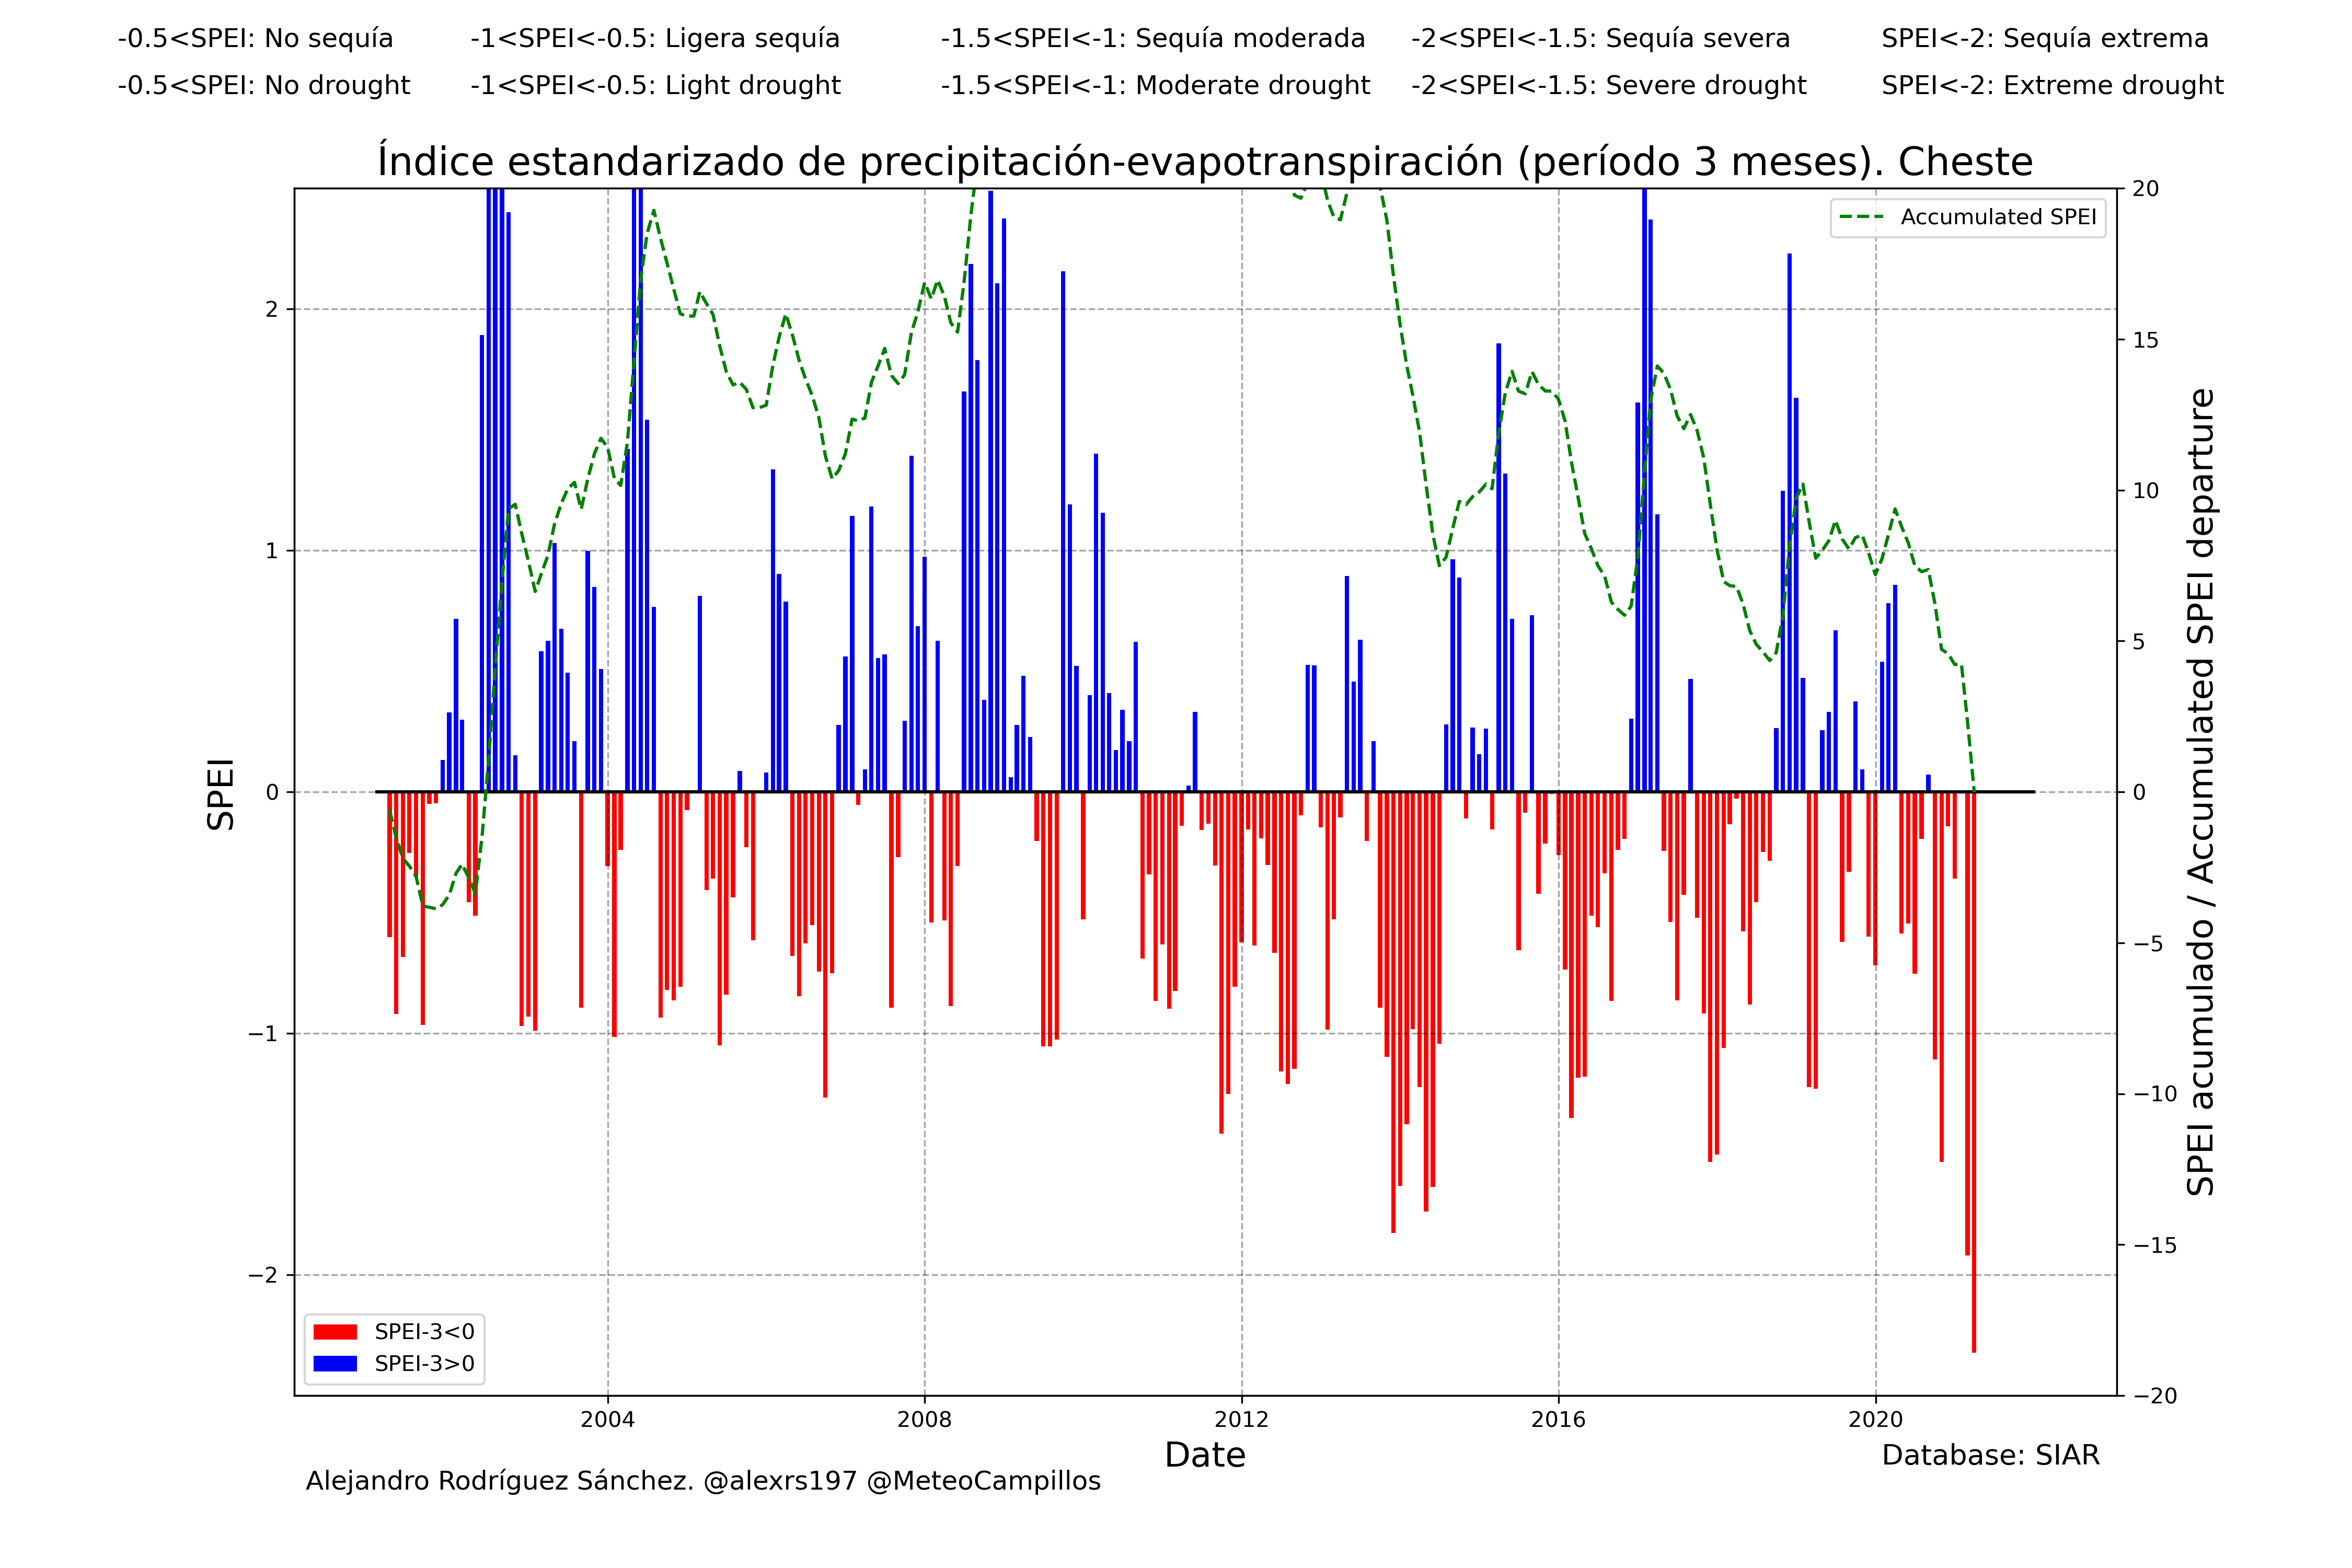 -0.5<SPEI: No sequía -1<SPEI<-0.5: Ligera sequía -1.5<SPEI<-1: Sequía moderada -2<SPEI<-1.5: Sequía severa SPEI<-2: Sequía extrema
-0.5<SPEI: No drought -1<SPEI<-0.5: Light drought -1.5<SPEI<-1: Moderate drought -2<SPEI<-1.5: Severe drought SPEI<-2: Extreme drought
Índice estandarizado de precipitación-evapotranspiración (período 3 meses). Cheste
Accumulated SPEI
SPEI
2
1
0
−1
−2
20
15
10
5
0
−5
−10
−15
−20
SPEI acumulado / Accumulated SPEI departure
SPEI-3<0
SPEI-3>0
2004 2008 2012 2016 2020
Date
Database: SIAR
Alejandro Rodríguez Sánchez. @alexrs197 @MeteoCampillos